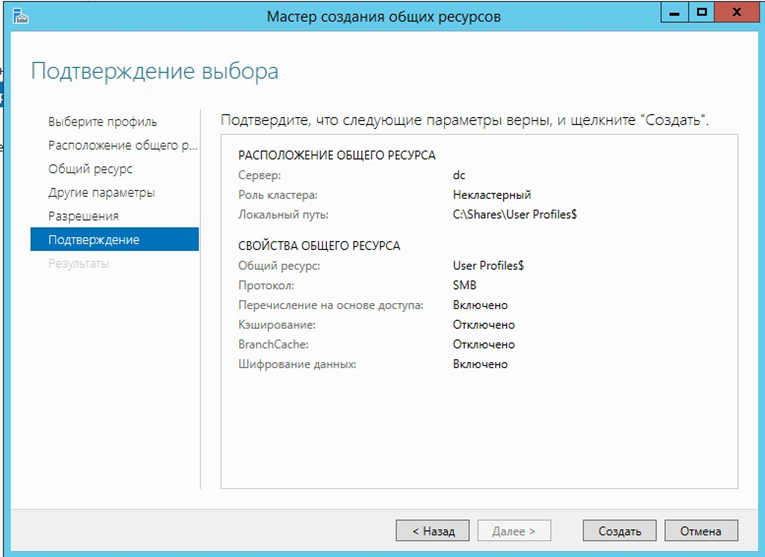 Мастер создания общих ресурсов
Подтверждение выбора
Выберите профиль
Расположение общего р...
Общий ресурс
Другие параметры
Разрешения
Подтверждение
Результаты
Подтвердите, что следующие параметры верны, и щелкните "Создать".
РАСПОЛОЖЕНИЕ ОБЩЕГО РЕСУРСА
Сервер: dc
Роль кластера: Некластерный
Локальный путь: C:\Shares\User Profiles$
СВОЙСТВА ОБЩЕГО РЕСУРСА
Общий ресурс: User Profiles$
Протокол: SMB
Перечисление на основе доступа: Включено
Кэширование: Отключено
BranchCache: Отключено
Шифрование данных: Включено
< Назад Далее > Создать Отмена